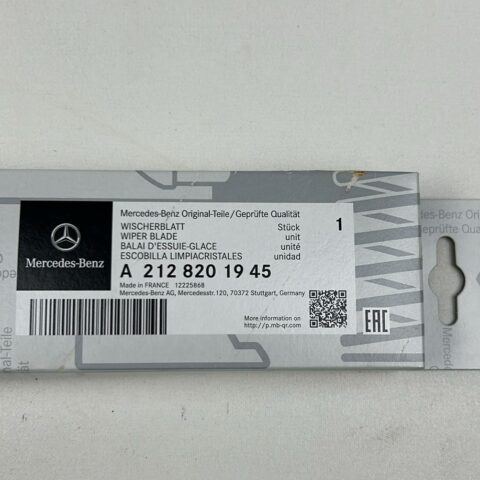 Mercedes-Benz Original-Teile/Geprüfte Qualität
WISCHERBLATT Stück 1
WIPER BLADE unit
BALAI D'ESSUIE-GLACE unité
ESCOBILLA LIMPIACRISTALES unidad
Mercedes-Benz
A 212 820 19 45
Made in FRANCE 12225868
Mercedes-Benz AG, Mercedesstr.120, 70372 Stuttgart, Germany
More information on
http://p.mb-qr.com
EAC